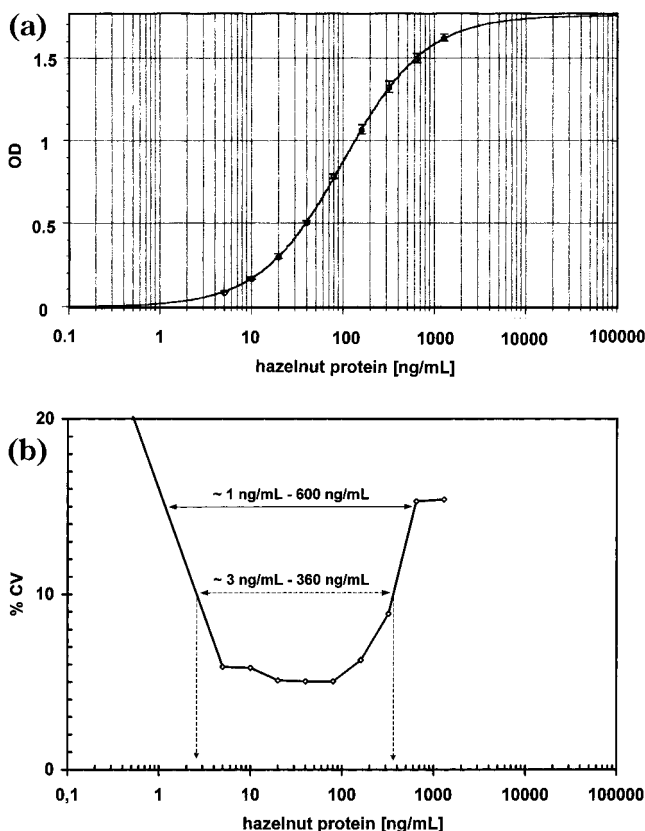 (a)
1.5
1
0.5
0
OD
0.1 1 10 100 1000 10000 100000
hazelnut protein [ng/mL]
(b)
20
10
0
% CV
~ 1 ng/mL - 600 ng/mL
~ 3 ng/mL - 360 ng/mL
0,1 1 10 100 1000 10000 100000
hazelnut protein [ng/mL]